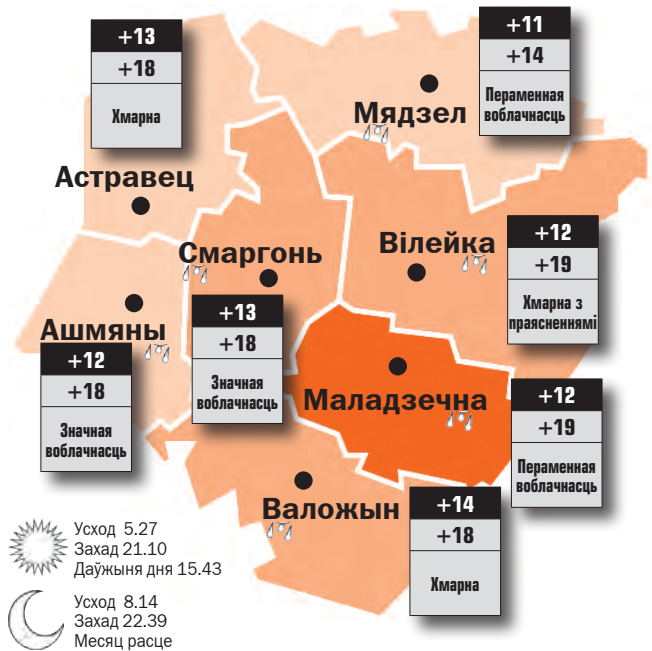 +13
+18
Хмарна
+11
+14
Пераменная
воблачнасць
Мядзел
Астравец
Смаргонь
Вілейка
+12
+19
Хмарна з
праясненнямі
Ашмяны
+12
+18
Значная
воблачнасць
+13
+18
Значная
воблачнасць
Маладзечна
+12
+19
Пераменная
воблачнасць
Валожын
+14
+18
Хмарна
Усход 5.27
Захад 21.10
Даўжыня дня 15.43
Усход 8.14
Захад 22.39
Месяц расце